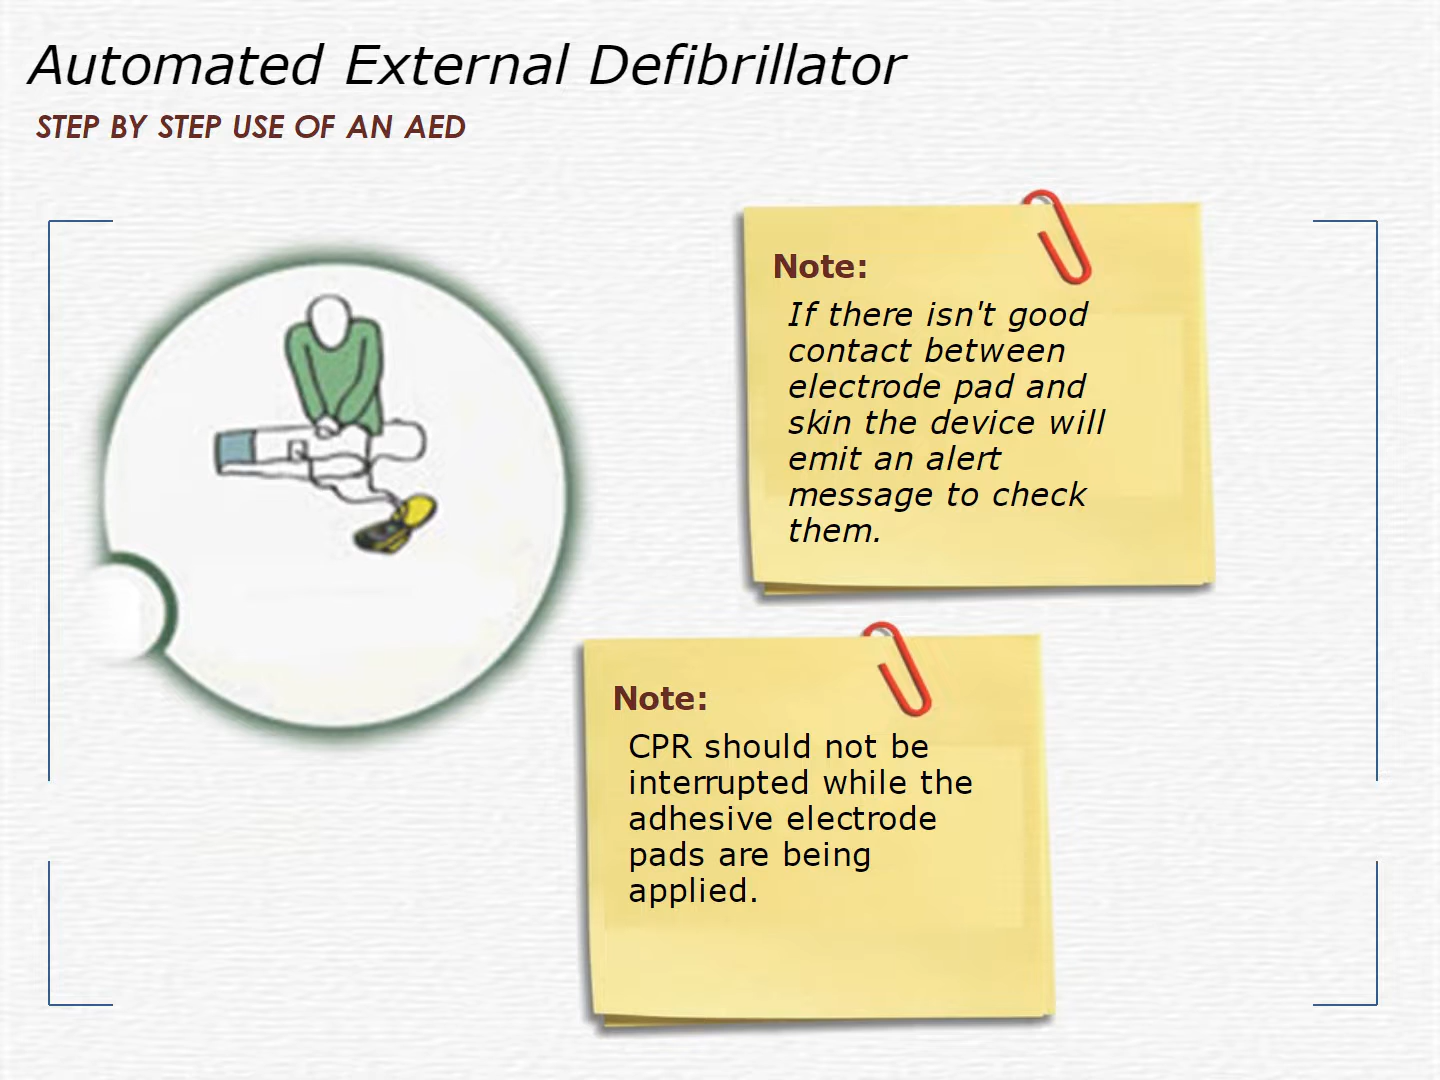 Automated External Defibrillator
STEP BY STEP USE OF AN AED
Note:
If there isn't good
contact between
electrode pad and
skin the device will
emit an alert
message to check
them.
Note:
CPR should not be
interrupted while the
adhesive electrode
pads are being
applied.